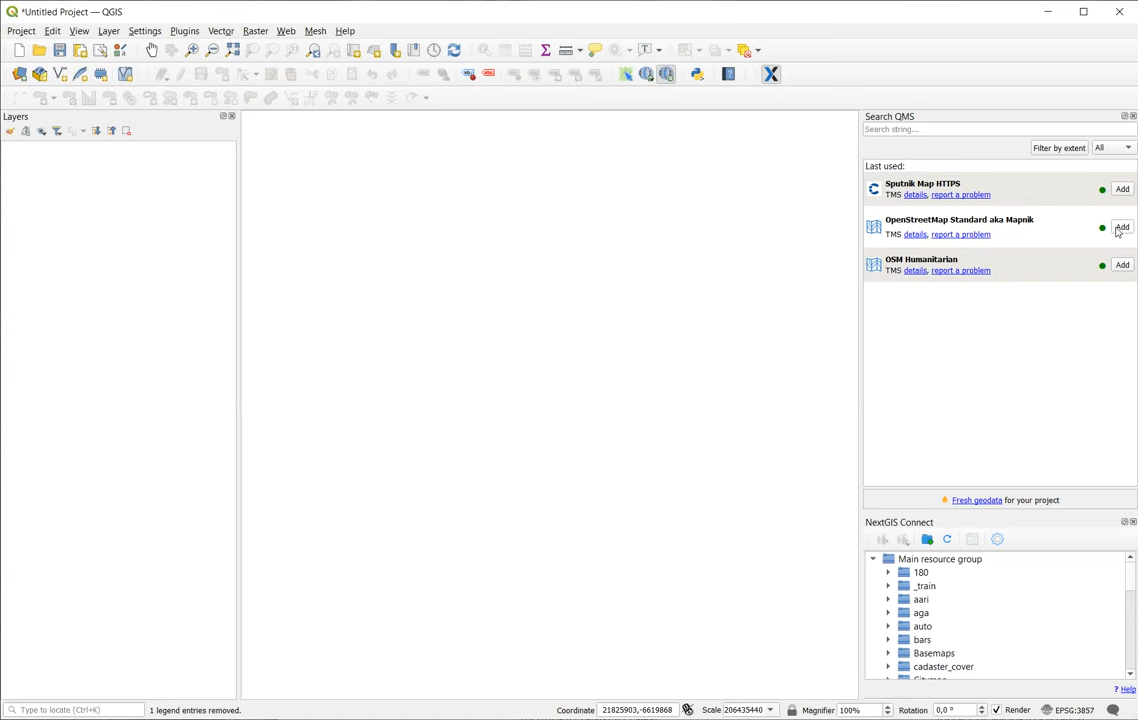 *Untitled Project — QGIS
Project Edit View Layer Settings Plugins Vector Raster Web Mesh Help
Layers
Search QMS
Search string...
Filter by extent All
Last used:
Sputnik Map HTTPS
TMS details, report a problem Add
OpenStreetMap Standard aka Mapnik
TMS details, report a problem Add
OSM Humanitarian
TMS details, report a problem Add
Fresh geodata for your project
NextGIS Connect
Main resource group
180
_train
aari
aga
auto
bars
Basemaps
cadaster_cover
? Help
Type to locate (Ctrl+K) 1 legend entries removed. Coordinate 21825903,-6619868 Scale 206435440 Magnifier 100% Rotation 0,0 ° Render EPSG:3857